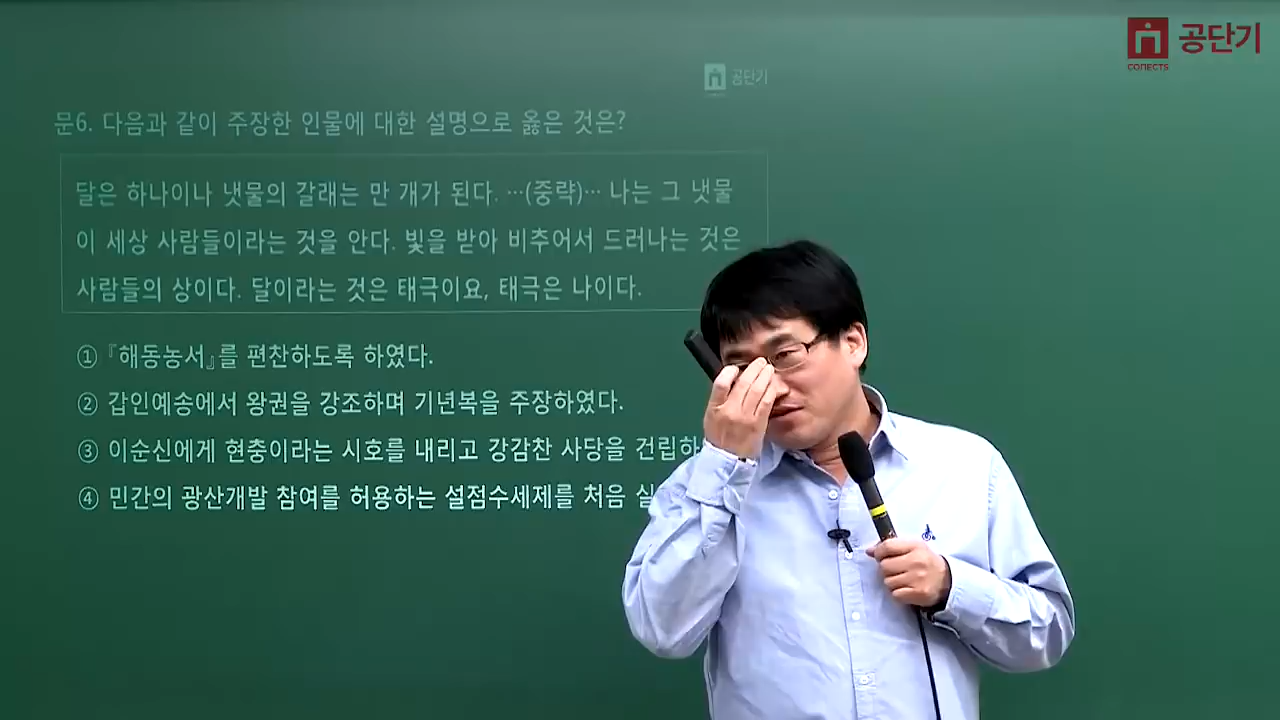 공단기
CONECTS
공단기
문6. 다음과 같이 주장한 인물에 대한 설명으로 옳은 것은?
달은 하나이나 냇물의 갈래는 만 개가 된다. …(중략)… 나는 그 냇물
이 세상 사람들이라는 것을 안다. 빛을 받아 비추어서 드러나는 것은
사람들의 상이다. 달이라는 것은 태극이요, 태극은 나이다.
① 『해동농서』를 편찬하도록 하였다.
② 갑인예송에서 왕권을 강조하며 기년복을 주장하였다.
③ 이순신에게 현충이라는 시호를 내리고 강감찬 사당을
④ 민간의 광산개발 참여를 허용하는 설점수세제를 처음